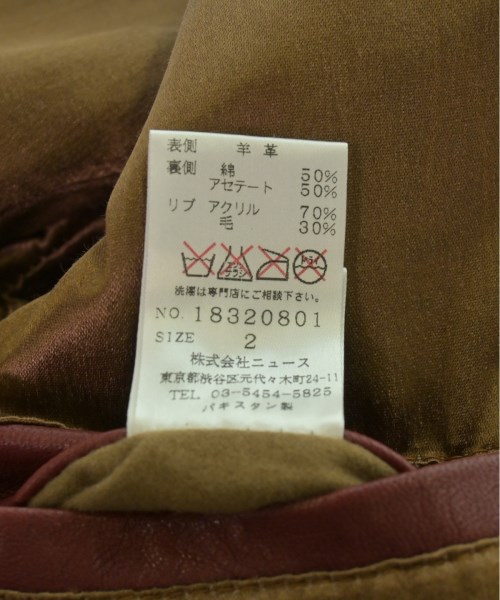 表側 羊革
裏側 綿 50%
アセテート 50%
リブ アクリル 70%
毛 30%
洗濯は専門店にご相談下さい。
NO. 18320801
SIZE 2
株式会社ニュース
東京都渋谷区元代々木町24-11
TEL 03-5454-5825
パキスタン製